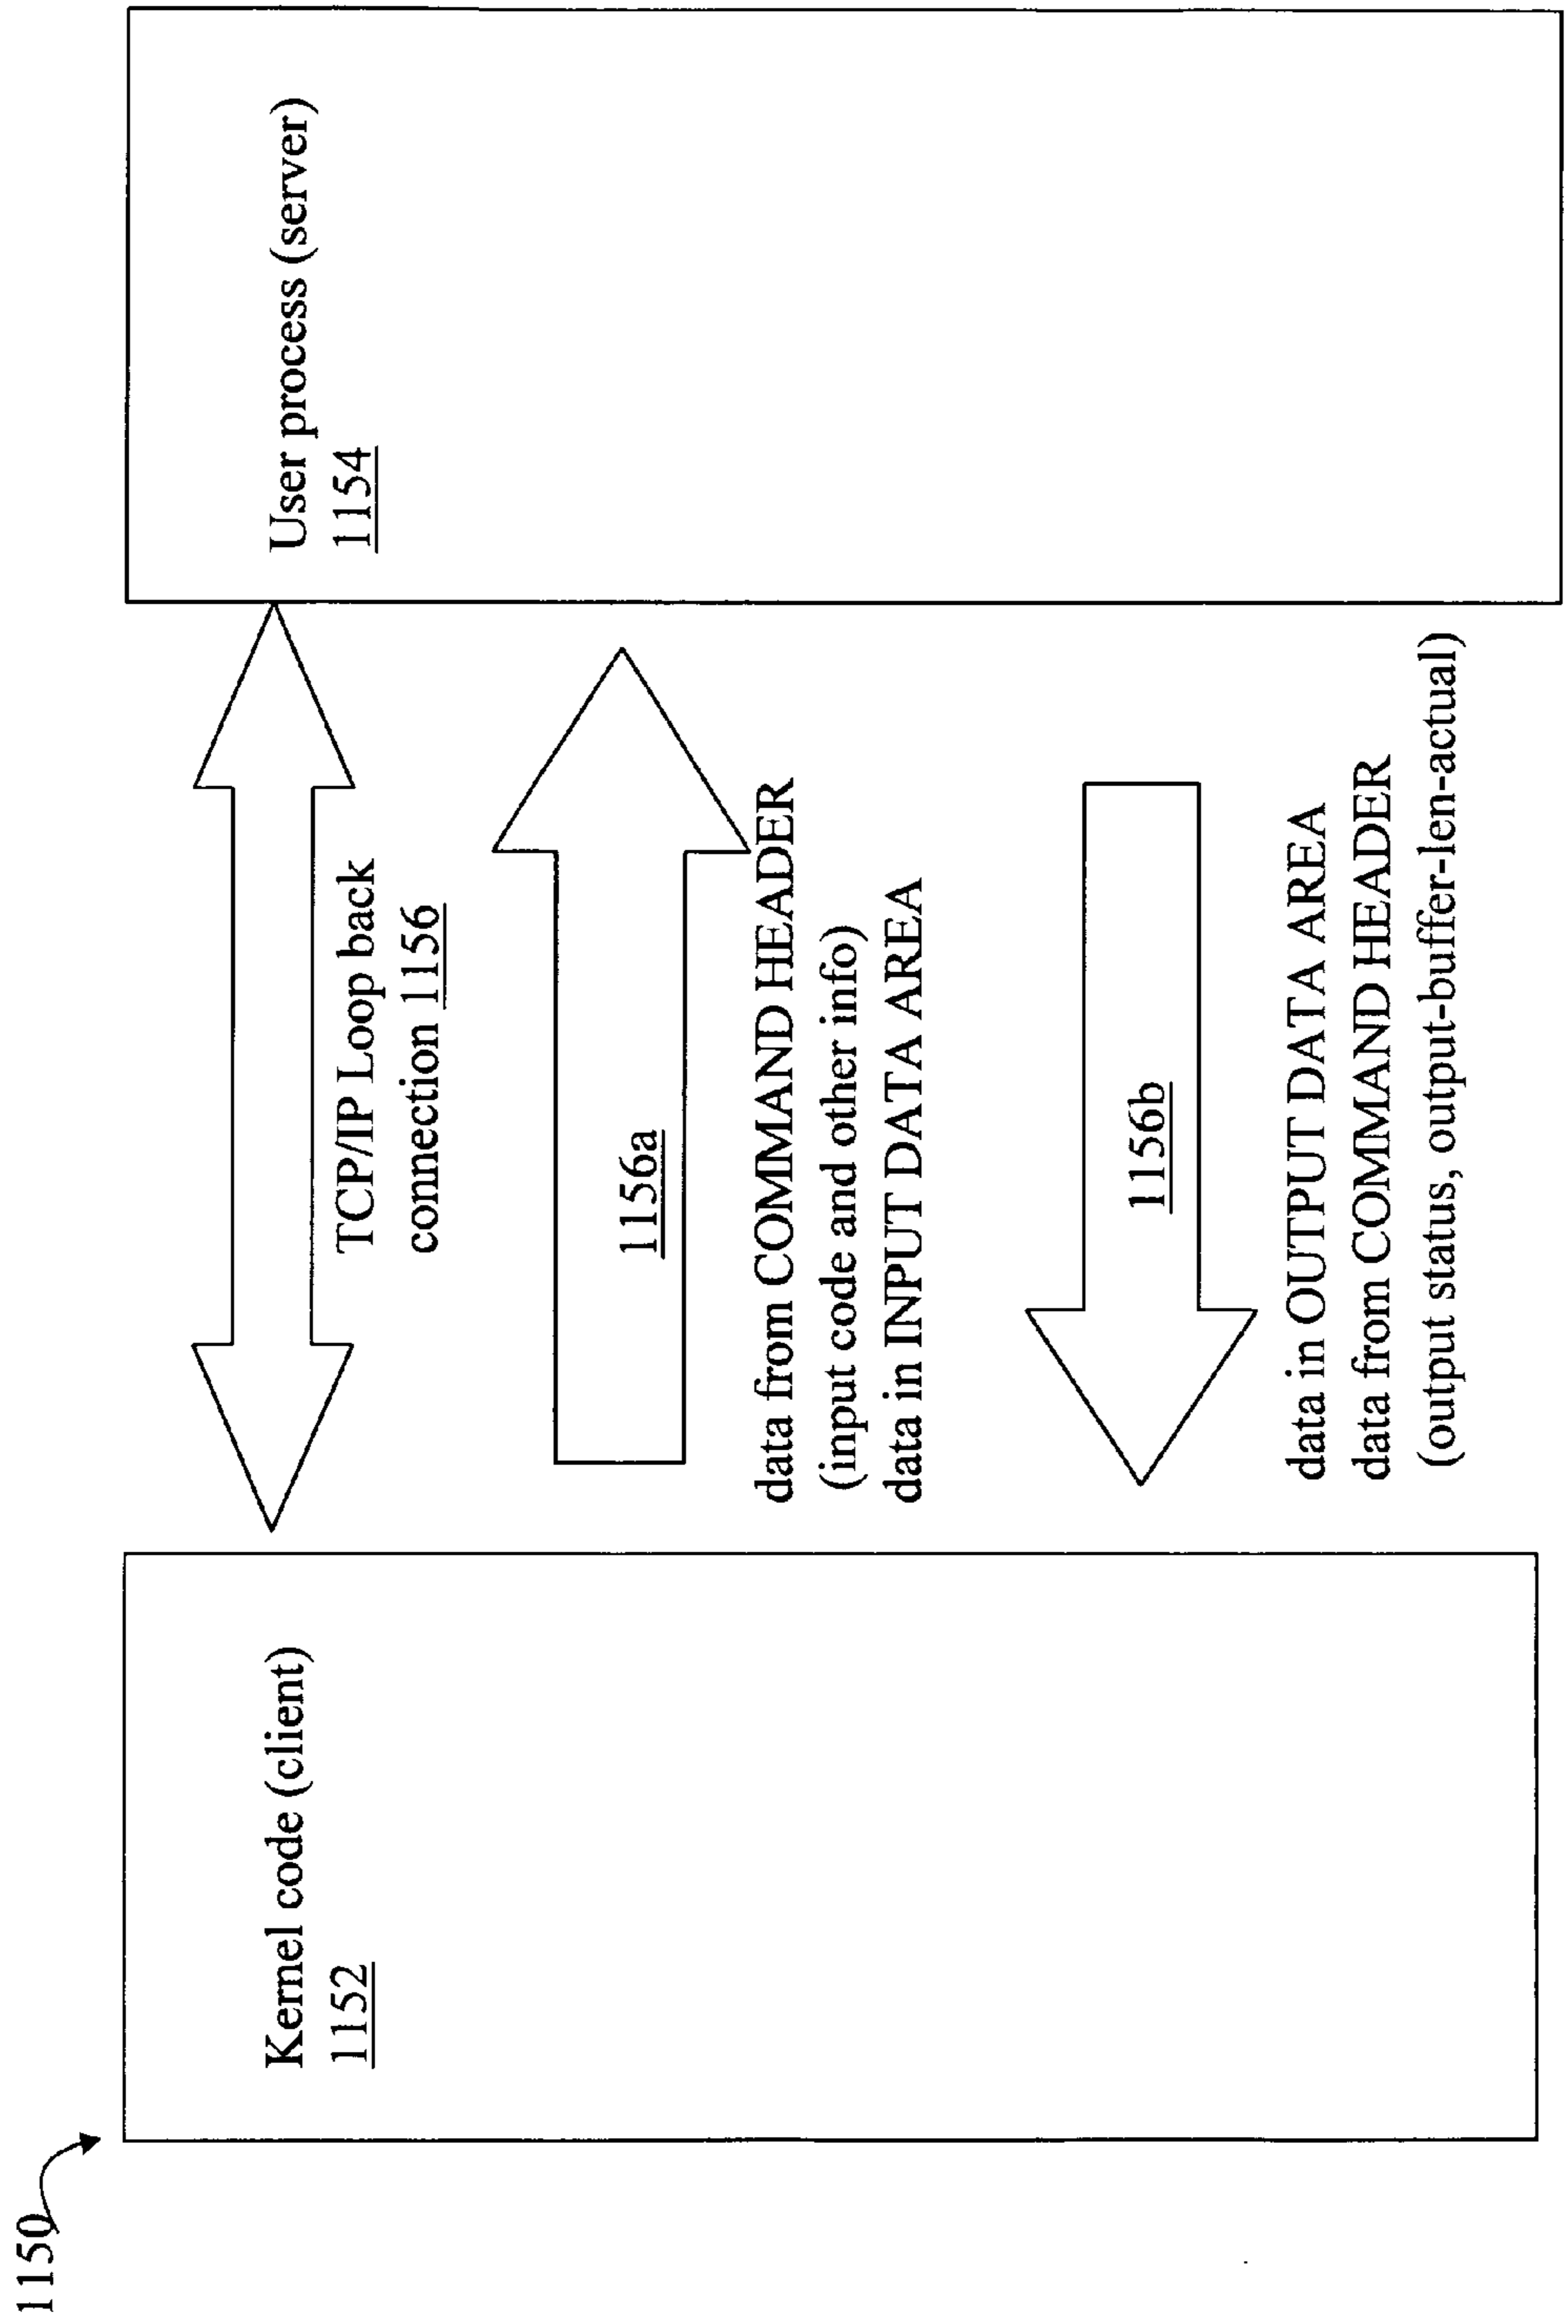 1150
Kernel code (client)
1152
TCP/IP Loop back
connection 1156
1156a
data from COMMAND HEADER
(input code and other info)
data in INPUT DATA AREA
1156b
data in OUTPUT DATA AREA
data from COMMAND HEADER
(output status, output-buffer-len-actual)
User process (server)
1154